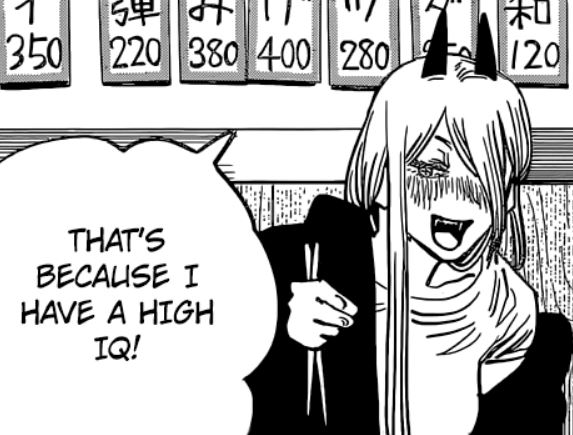 350
弾
220
み
380
400
280
和
120
THAT'S
BECAUSE I
HAVE A HIGH
IQ!